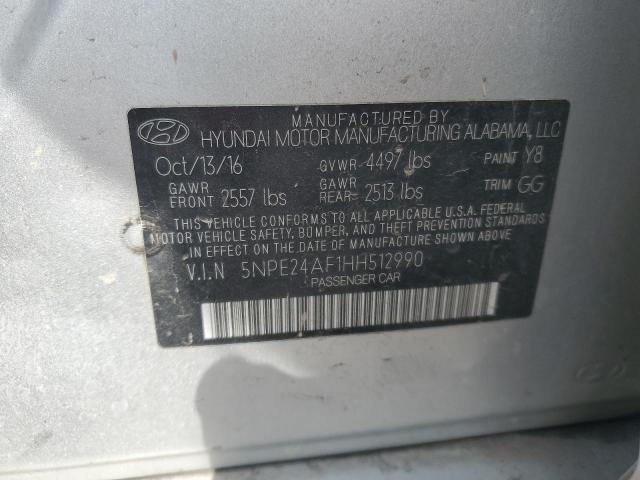 MANUFACTURED BY
HYUNDAI MOTOR MANUFACTURING ALABAMA, LLC
Oct/13/16 GVWR 4497 lbs PAINT Y8
GAWR FRONT 2557 lbs GAWR REAR 2513 lbs TRIM GG
THIS VEHICLE CONFORMS TO ALL APPLICABLE U.S.A. FEDERAL
MOTOR VEHICLE SAFETY, BUMPER, AND THEFT PREVENTION STANDARDS
IN EFFECT ON THE DATE OF MANUFACTURE SHOWN ABOVE.
V.I.N 5NPE24AF1HH512990
PASSENGER CAR